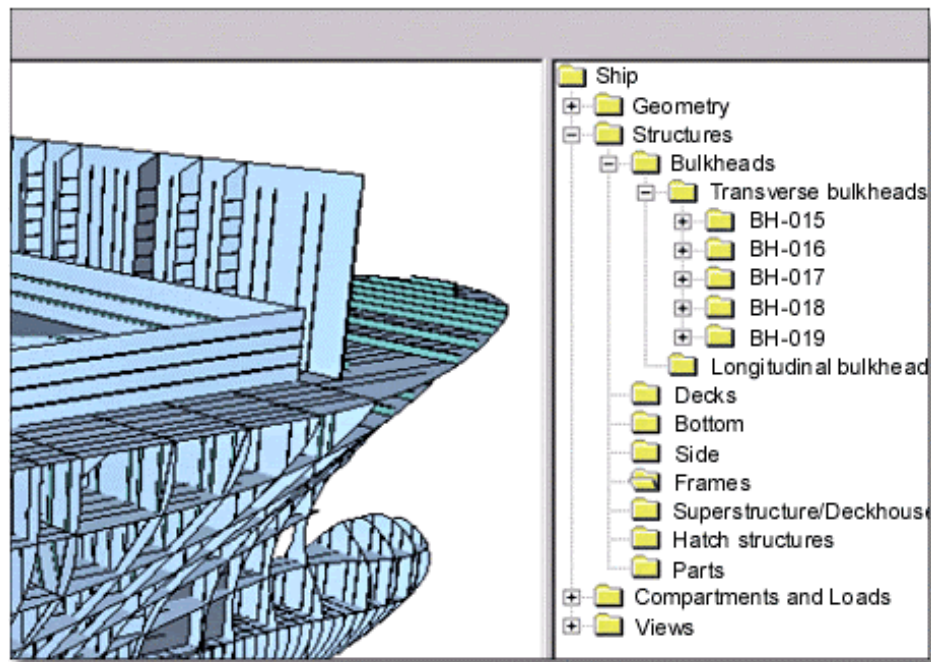 Ship
Geometry
Structures
Bulkheads
Transverse bulkheads
BH-015
BH-016
BH-017
BH-018
BH-019
Longitudinal bulkhead
Decks
Bottom
Side
Frames
Superstructure/Deckhouse
Hatch structures
Parts
Compartments and Loads
Views